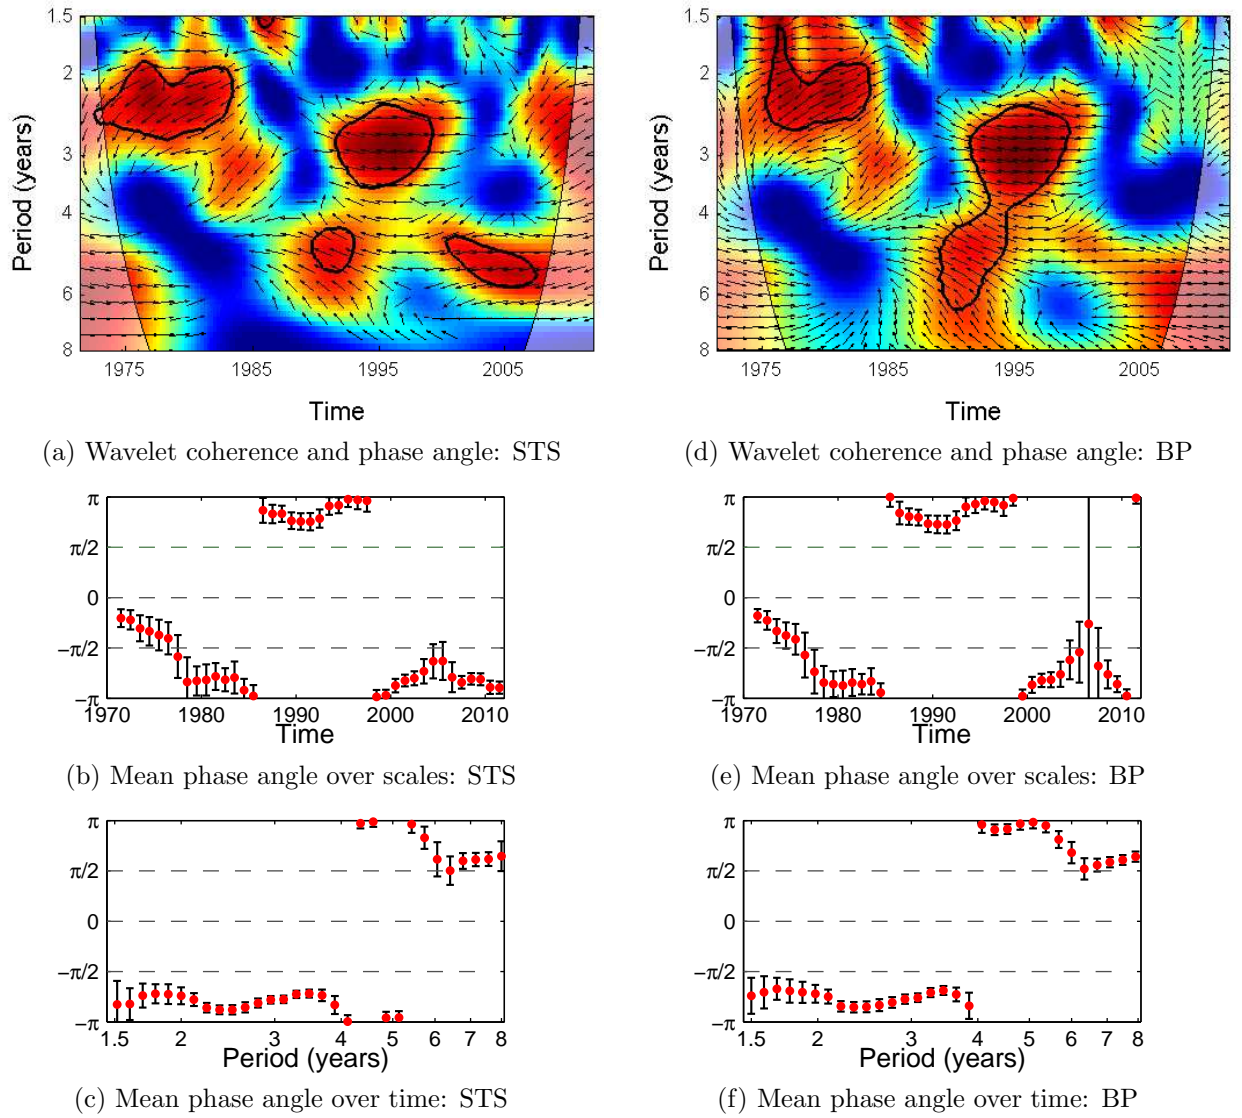 1.5
2
3
4
6
8
Period (years)
1975 1985 1995 2005
Time
(a) Wavelet coherence and phase angle: STS
1.5
2
3
4
6
8
Period (years)
1975 1985 1995 2005
Time
(d) Wavelet coherence and phase angle: BP
π
π/2
0
−π/2
−π
1970 1980 1990 2000 2010
Time
(b) Mean phase angle over scales: STS
π
π/2
0
−π/2
−π
1970 1980 1990 2000 2010
Time
(e) Mean phase angle over scales: BP
π
π/2
0
−π/2
−π
1.5 2 3 4 5 6 7 8
Period (years)
(c) Mean phase angle over time: STS
π
π/2
0
−π/2
−π
1.5 2 3 4 5 6 7 8
Period (years)
(f) Mean phase angle over time: BP